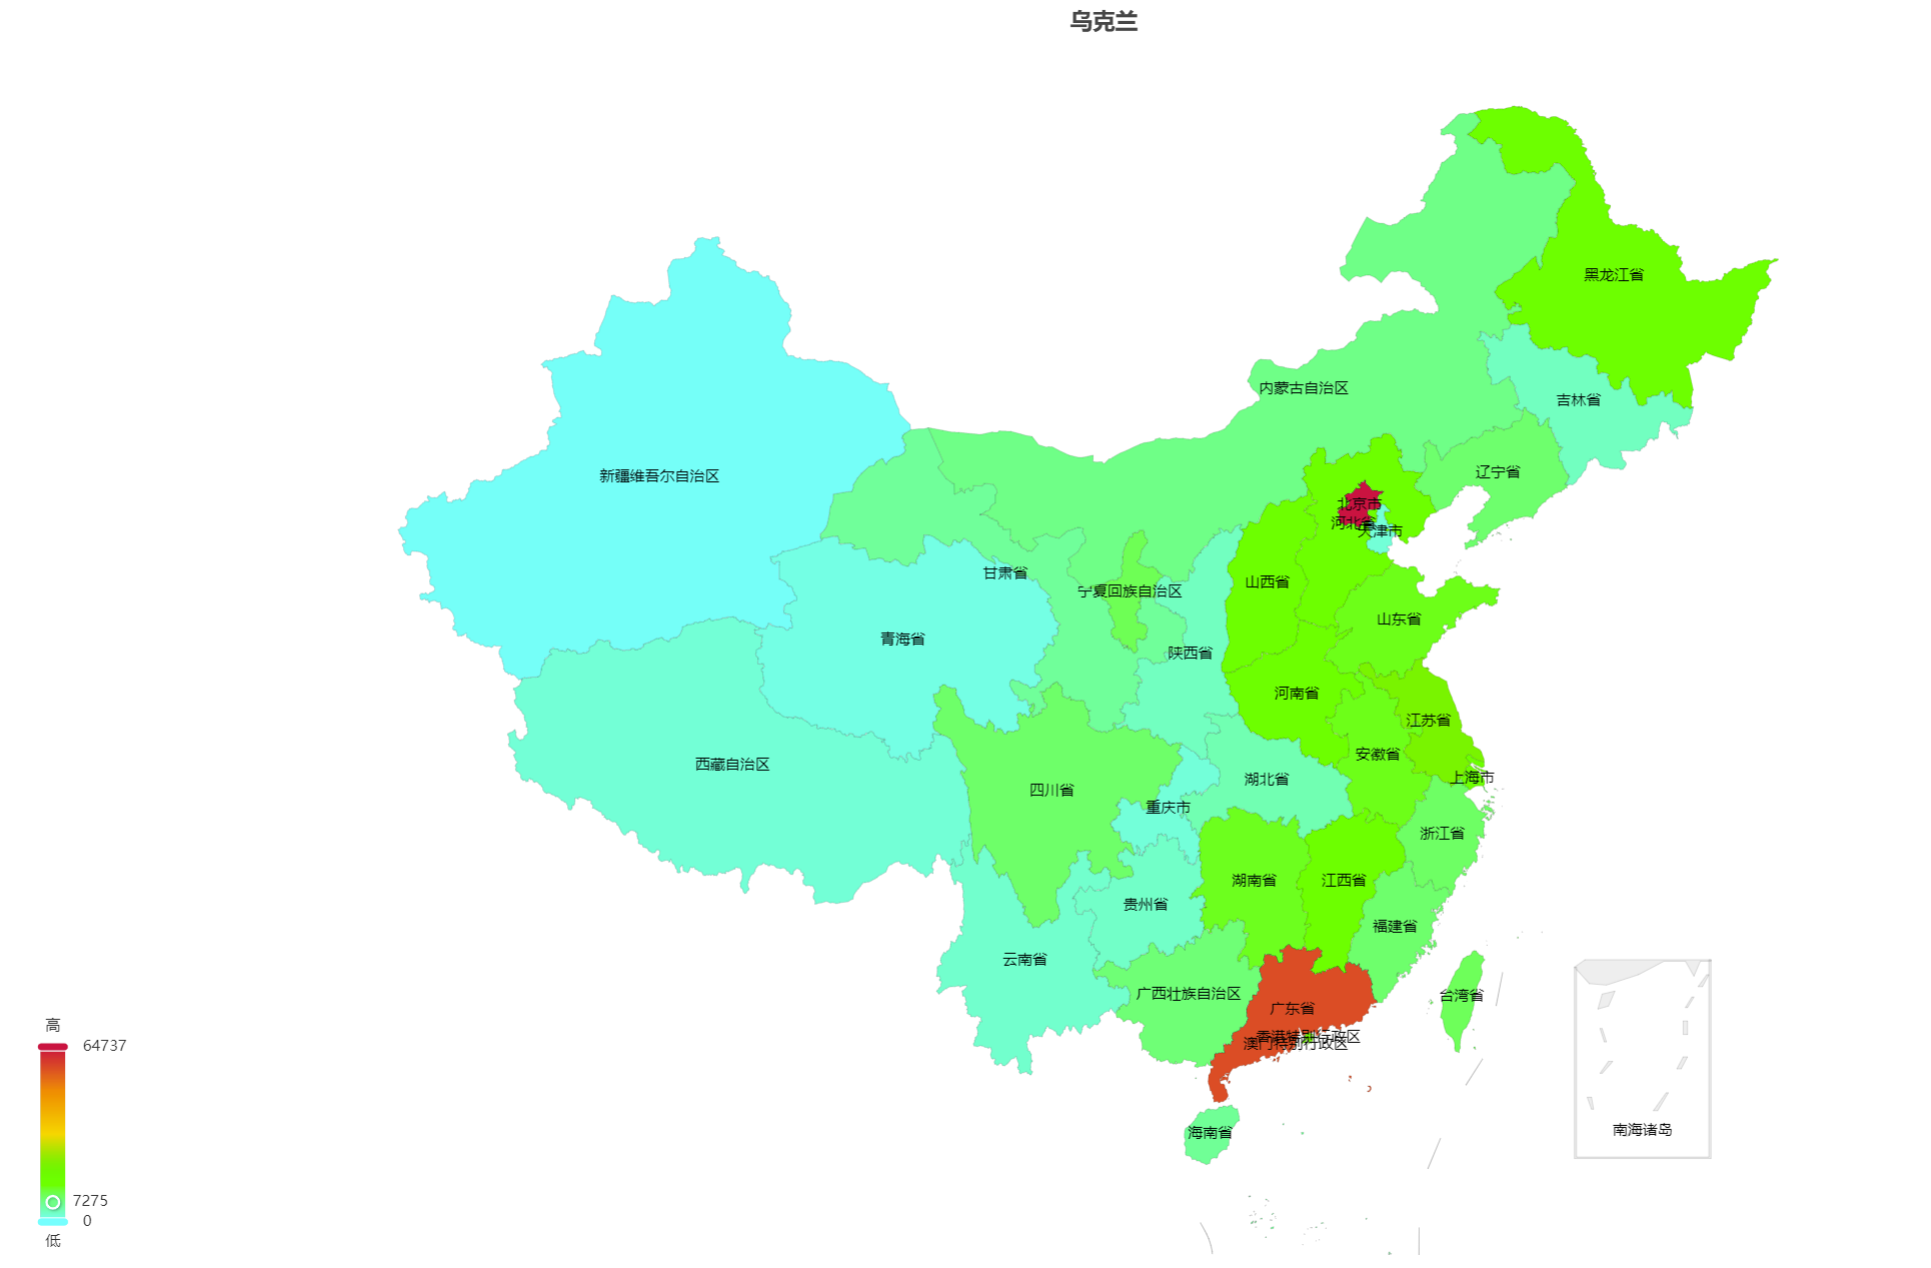 乌克兰
黑龙江省
内蒙古自治区
吉林省
新疆维吾尔自治区
辽宁省
北京市
河北省
天津市
甘肃省
山西省
宁夏回族自治区
山东省
青海省
陕西省
河南省
江苏省
安徽省
西藏自治区
上海市
湖北省
四川省
重庆市
浙江省
湖南省
江西省
贵州省
福建省
云南省
广西壮族自治区
台湾省
广东省
香港特别行政区
澳门特别行政区
海南省
南海诸岛
高
64737
7275
0
低